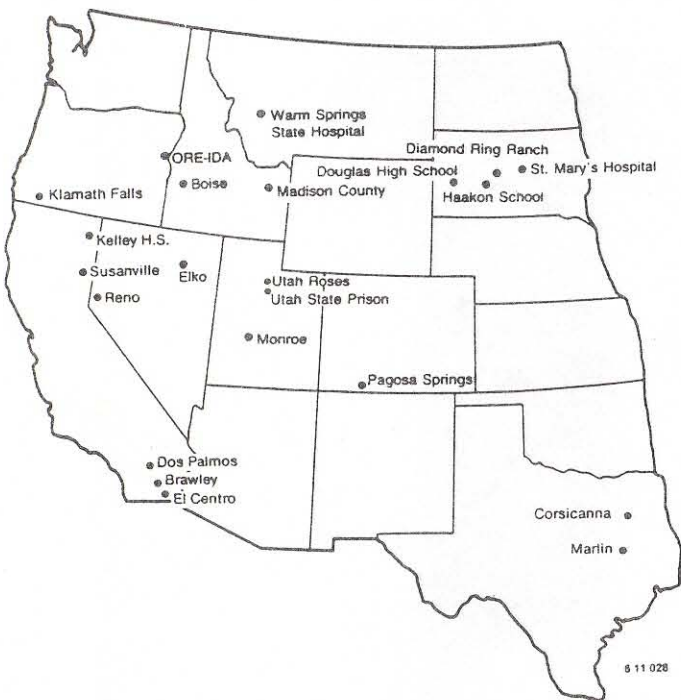 Warm Springs
State Hospital
Diamond Ring Ranch
ORE-IDA
Douglas High School
St. Mary's Hospital
Klamath Falls
Boise
Madison County
Haakon School
Kelley H.S.
Susanville
Elko
Utah Roses
Reno
Utah State Prison
Monroe
Pagosa Springs
Dos Palmos
Brawley
El Centro
Corsicanna
Marlin
6 11 028